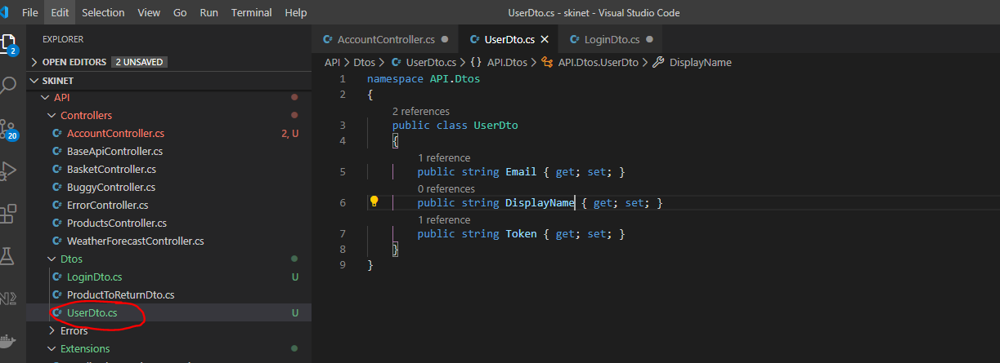 File Edit Selection View Go Run Terminal Help UserDto.cs - skinet - Visual Studio Code
EXPLORER
OPEN EDITORS 2 UNSAVED
SKINET
API
Controllers
AccountController.cs 2, U
BaseApiController.cs
BasketController.cs
BuggyController.cs
ErrorController.cs
ProductsController.cs
WeatherForecastController.cs
Dtos
LoginDto.cs U
ProductToReturnDto.cs
UserDto.cs U
Errors
Extensions
2
20
AccountController.cs UserDto.cs LoginDto.cs
API > Dtos > UserDto.cs > {} API.Dtos > API.Dtos.UserDto > DisplayName
1 namespace API.Dtos
2 {
2 references
3 public class UserDto
4 {
1 reference
5 public string Email { get; set; }
0 references
6 public string DisplayName { get; set; }
1 reference
7 public string Token { get; set; }
8 }
9 }